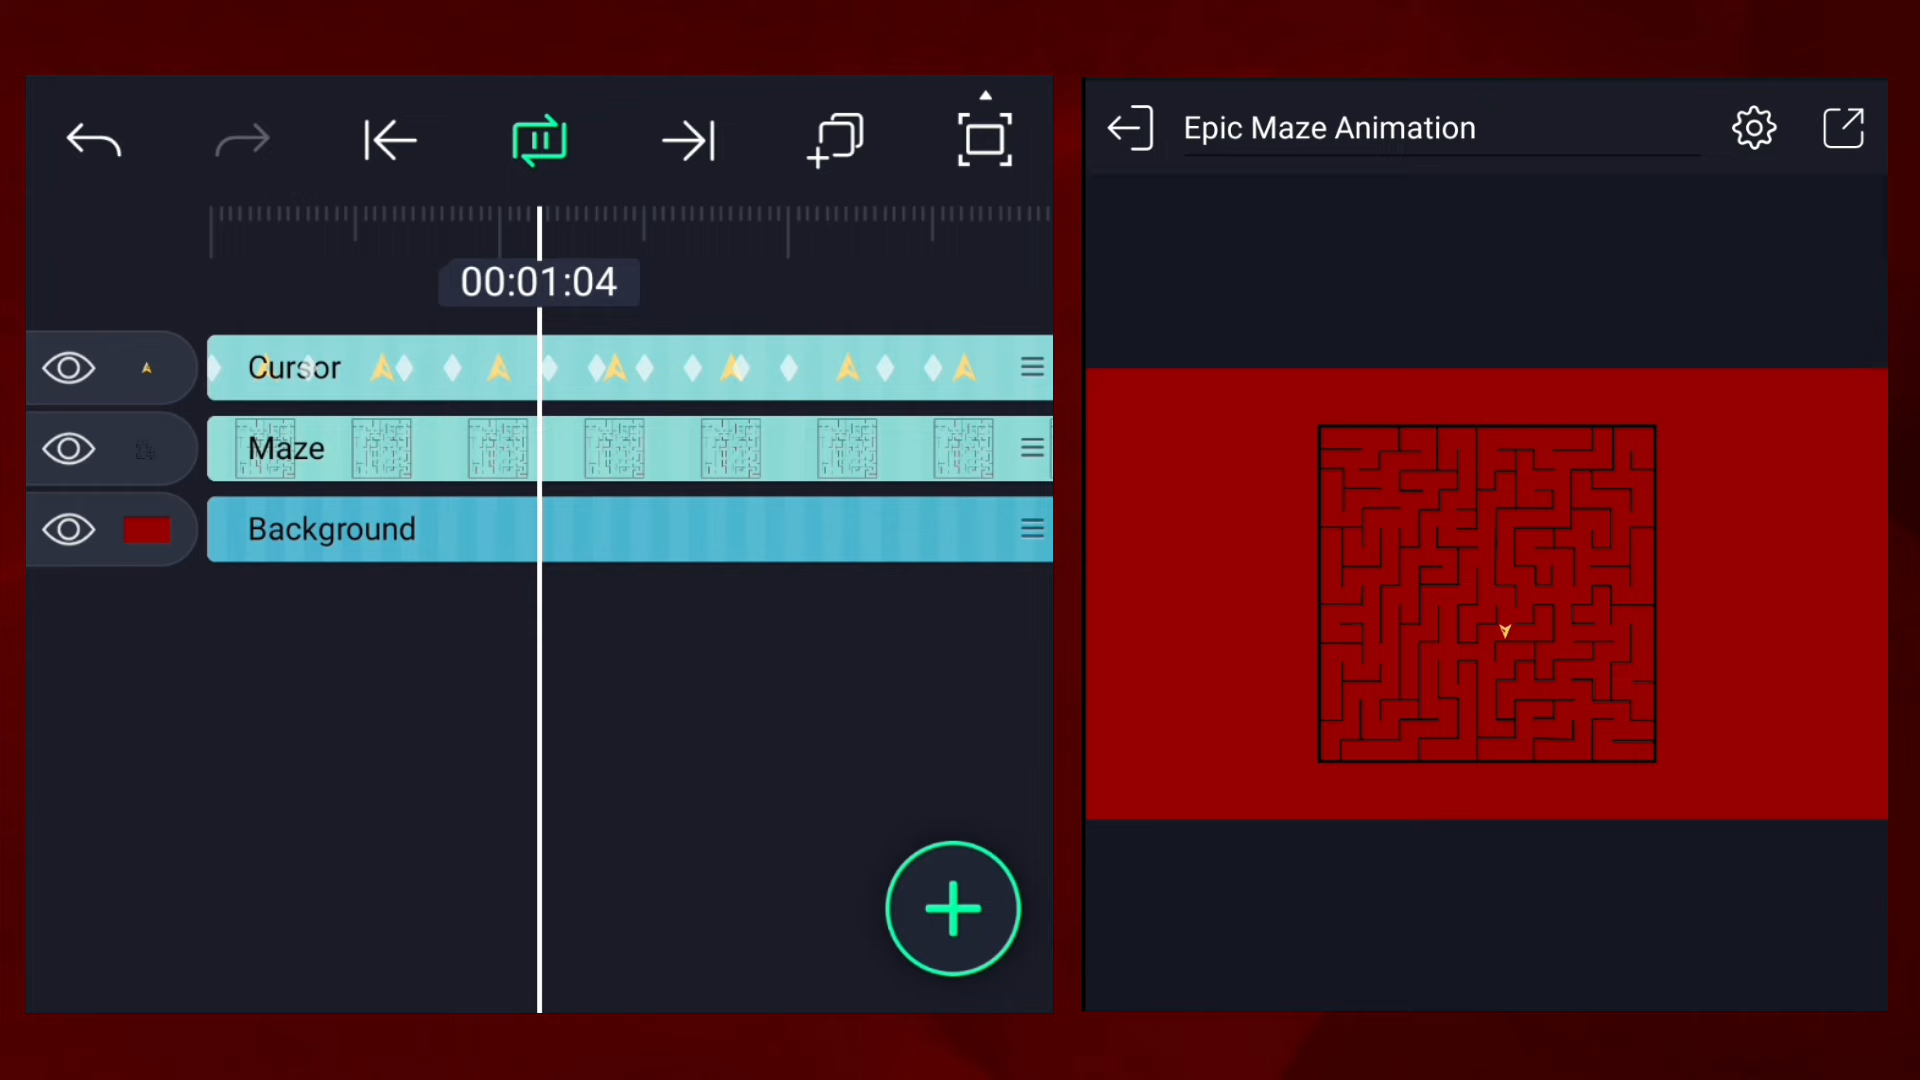 Epic Maze Animation
00:01:04
Cursor
Maze
Background